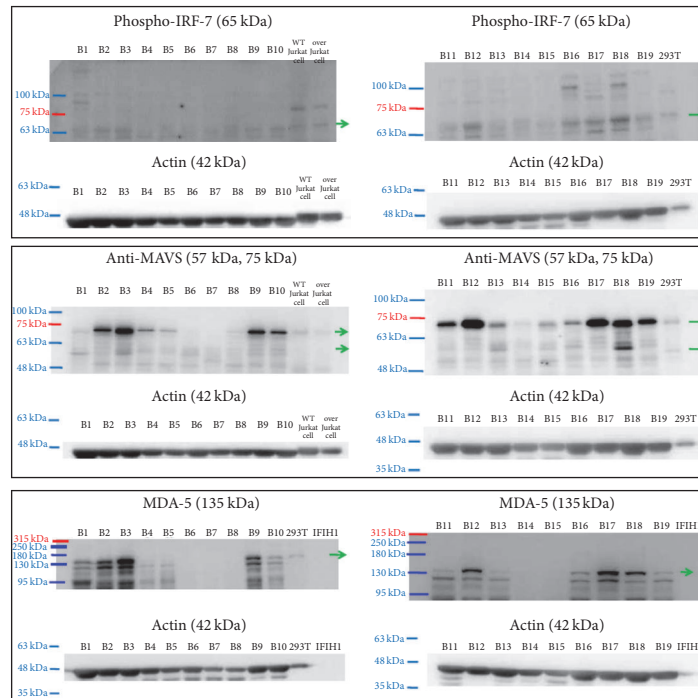 Phospho-IRF-7 (65 kDa)
B1 B2 B3 B4 B5 B6 B7 B8 B9 B10 WT Jurkat cell over Jurkat cell
100 kDa
75 kDa
63 kDa
Actin (42 kDa)
B1 B2 B3 B4 B5 B6 B7 B8 B9 B10 WT Jurkat cell over Jurkat cell
63 kDa
48 kDa
Phospho-IRF-7 (65 kDa)
B11 B12 B13 B14 B15 B16 B17 B18 B19 293T
100 kDa
75 kDa
63 kDa
Actin (42 kDa)
B11 B12 B13 B14 B15 B16 B17 B18 B19 293T
63 kDa
48 kDa
Anti-MAVS (57 kDa, 75 kDa)
B1 B2 B3 B4 B5 B6 B7 B8 B9 B10 WT Jurkat cell over Jurkat cell
100 kDa
75 kDa
63 kDa
48 kDa
Actin (42 kDa)
B1 B2 B3 B4 B5 B6 B7 B8 B9 B10 WT Jurkat cell over Jurkat cell
63 kDa
48 kDa
Anti-MAVS (57 kDa, 75 kDa)
B11 B12 B13 B14 B15 B16 B17 B18 B19 293T
100 kDa
75 kDa
63 kDa
48 kDa
Actin (42 kDa)
B11 B12 B13 B14 B15 B16 B17 B18 B19 293T
63 kDa
48 kDa
35 kDa
MDA-5 (135 kDa)
B1 B2 B3 B4 B5 B6 B7 B8 B9 B10 293T IFIH1
315 kDa
250 kDa
180 kDa
130 kDa
95 kDa
Actin (42 kDa)
B1 B2 B3 B4 B5 B6 B7 B8 B9 B10 293T IFIH1
63 kDa
48 kDa
35 kDa
MDA-5 (135 kDa)
B11 B12 B13 B14 B15 B16 B17 B18 B19 IFIH1
315 kDa
250 kDa
180 kDa
130 kDa
95 kDa
Actin (42 kDa)
B11 B12 B13 B14 B15 B16 B17 B18 B19 IFIH1
63 kDa
48 kDa
35 kDa